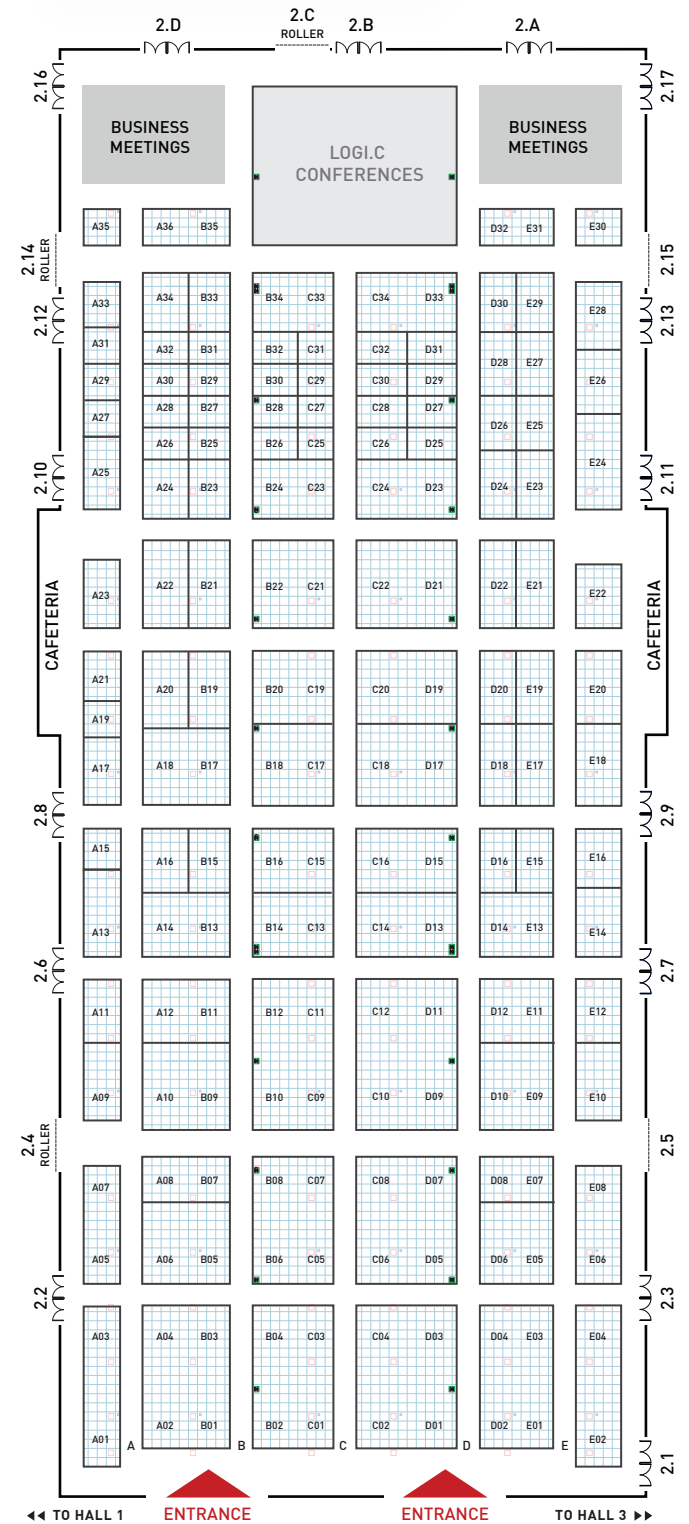 2.C
2.D
2.B
2.A
ROLLER
2.16
2.17
BUSINESS
MEETINGS
LOGI.C
CONFERENCES
BUSINESS
MEETINGS
A35 A36 B35 D32 E31 E30
2.14
ROLLER
2.15
A33 A34 B33 B34 C33 C34 D33 D30 E29 E28
2.12
2.13
A31 A32 B31 B32 C31 C32 D31 D28 E27
A29 A30 B29 B30 C29 C30 D29 E26
A27 A28 B27 B28 C27 C28 D27 D26 E25
A26 B25 B26 C25 C26 D25
A25 A24 B23 B24 C23 C24 D23 D24 E23 E24
2.10
2.11
CAFETERIA
CAFETERIA
A23 A22 B21 B22 C21 C22 D21 D22 E21 E22
A21 A20 B19 B20 C19 C20 D19 D20 E19 E20
A19
A17 A18 B17 B18 C17 C18 D17 D18 E17 E18
2.8
2.9
A15 A16 B15 B16 C15 C16 D15 D16 E15 E16
A13 A14 B13 B14 C13 C14 D13 D14 E13 E14
2.6
2.7
A11 A12 B11 B12 C11 C12 D11 D12 E11 E12
A09 A10 B09 B10 C09 C10 D09 D10 E09 E10
2.4
ROLLER
2.5
A07 A08 B07 B08 C07 C08 D07 D08 E07 E08
A05 A06 B05 B06 C05 C06 D05 D06 E05 E06
2.2
2.3
A03 A04 B03 B04 C03 C04 D03 D04 E03 E04
A01 A02 B01 B02 C01 C02 D01 D02 E01 E02
A B C D E
2.1
TO HALL 1 ENTRANCE ENTRANCE TO HALL 3